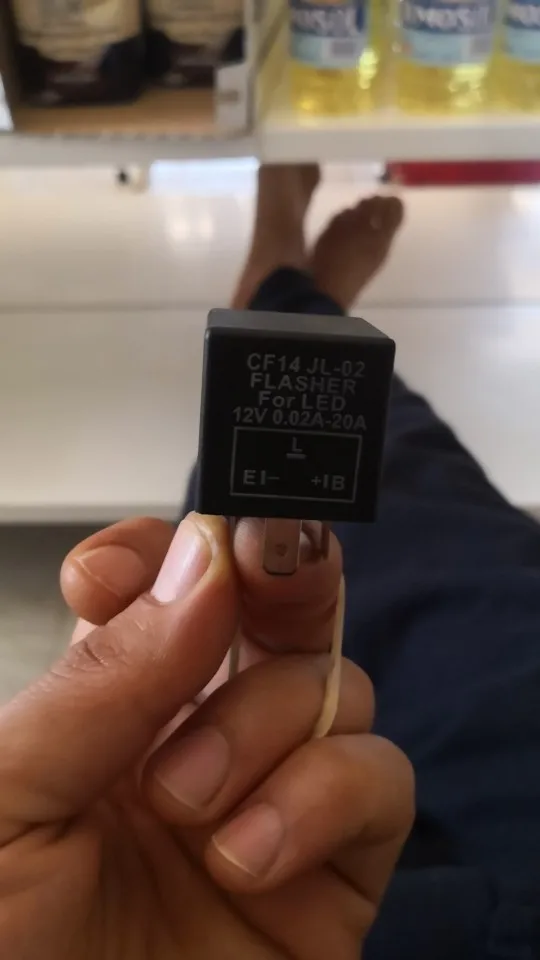 CF14 JL-02
FLASHER
For LED
12V 0.02A-20A
L
EI– +IB